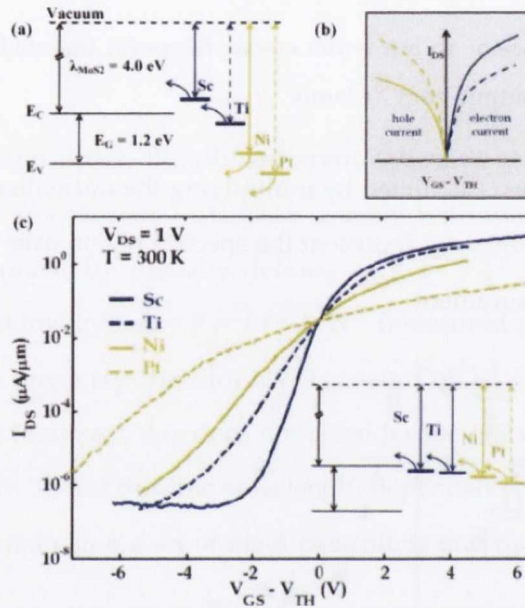 (a)
Vacuum
λMoS2 = 4.0 eV
Sc
EC
Ti
EG = 1.2 eV
Ni
EV
Pt
(b)
IDS
hole current
electron current
VGS - VTH
(c)
VDS = 1 V
T = 300 K
Sc
Ti
Ni
Pt
10^0
10^-2
10^-4
10^-6
10^-8
IDS (μA/μm)
Sc
Ti
Ni
Pt
-6 -4 -2 0 2 4 6
VGS - VTH (V)